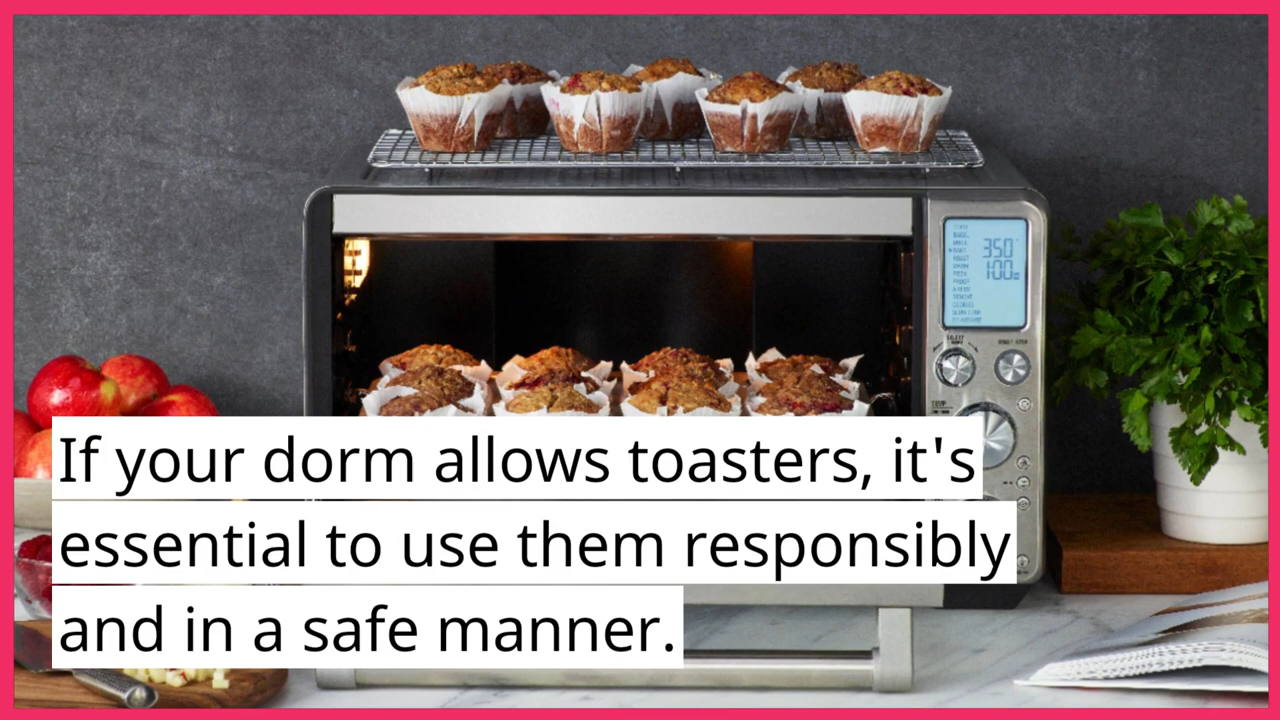 350°
100
If your dorm allows toasters, it's
essential to use them responsibly
and in a safe manner.